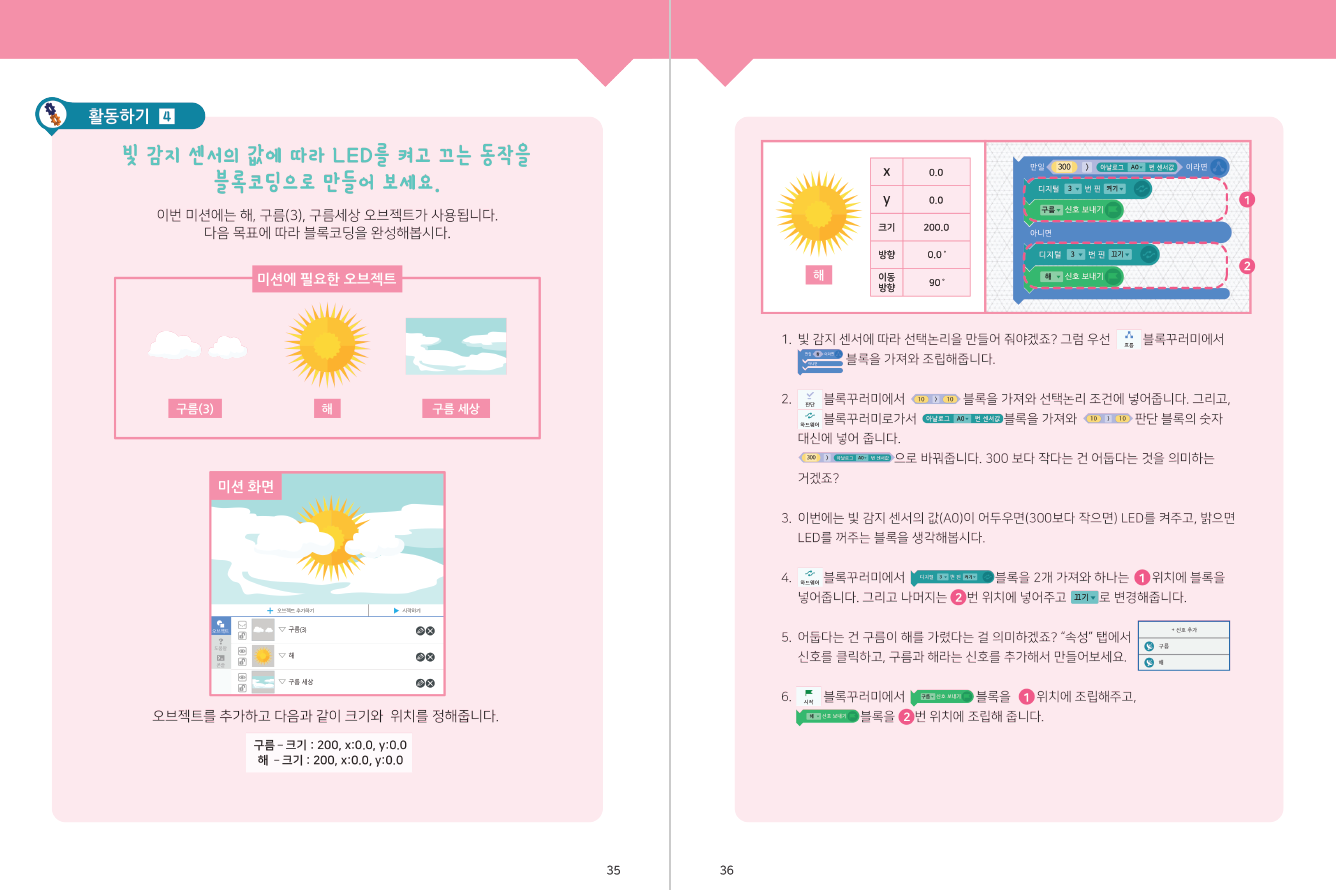 활동하기 4
빛 감지 센서의 값에 따라 LED를 켜고 끄는 동작을
블록코딩으로 만들어 보세요.
이번 미션에는 해, 구름(3), 구름세상 오브젝트가 사용됩니다.
다음 목표에 따라 블록코딩을 완성해봅시다.
미션에 필요한 오브젝트
구름(3)
해
구름 세상
미션 화면
+ 오브젝트 추가하기
▶ 시작하기
오브젝트
구름(3)
?
해
구름 세상
오브젝트를 추가하고 다음과 같이 크기와 위치를 정해줍니다.
구름 – 크기 : 200, x:0.0, y:0.0
해 – 크기 : 200, x:0.0, y:0.0
35
해
X 0.0
y 0.0
크기 200.0
방향 0.0˚
이동
방향 90˚
만일 300 > 아날로그 A0 번 센서값 이라면
디지털 3 번 핀 켜기
구름 신호 보내기
1
아니면
디지털 3 번 핀 끄기
해 신호 보내기
2
1. 빛 감지 센서에 따라 선택논리를 만들어 줘야겠죠? 그럼 우선 흐름 블록꾸러미에서
블록을 가져와 조립해줍니다.
2. 판단 블록꾸러미에서 10 > 10 블록을 가져와 선택논리 조건에 넣어줍니다. 그리고,
하드웨어 블록꾸러미로가서 아날로그 A0 번 센서값 블록을 가져와 10 > 10 판단 블록의 숫자
대신에 넣어 줍니다.
300 > 아날로그 A0 번 센서값 으로 바꿔줍니다. 300 보다 작다는 건 어둡다는 것을 의미하는
거겠죠?
3. 이번에는 빛 감지 센서의 값(A0)이 어두우면(300보다 작으면) LED를 켜주고, 밝으면
LED를 꺼주는 블록을 생각해봅시다.
4. 하드웨어 블록꾸러미에서 디지털 3 번 핀 켜기 블록을 2개 가져와 하나는 1 위치에 블록을
넣어줍니다. 그리고 나머지는 2 번 위치에 넣어주고 끄기 로 변경해줍니다.
5. 어둡다는 건 구름이 해를 가렸다는 걸 의미하겠죠? “속성” 탭에서
신호를 클릭하고, 구름과 해라는 신호를 추가해서 만들어보세요.
+ 신호 추가
구름
해
6. 시작 블록꾸러미에서 구름 신호 보내기 블록을 1 위치에 조립해주고,
해 신호 보내기 블록을 2 번 위치에 조립해 줍니다.
36